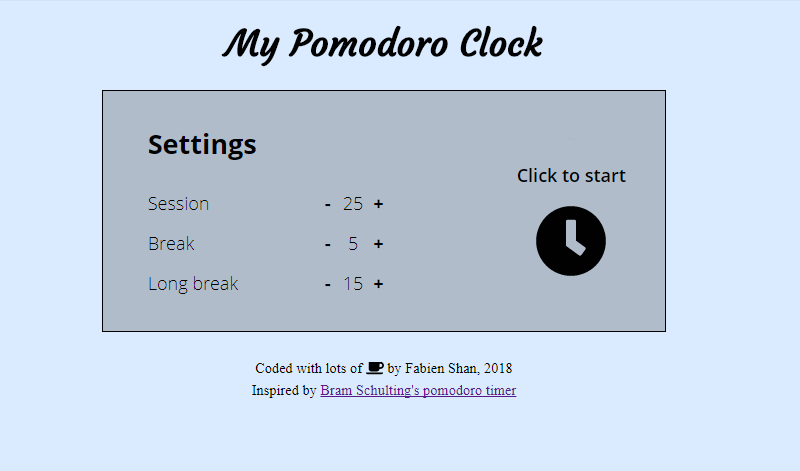 My Pomodoro Clock
Settings
Click to start
Session - 25 +
Break - 5 +
Long break - 15 +
Coded with lots of by Fabien Shan, 2018
Inspired by Bram Schulting's pomodoro timer